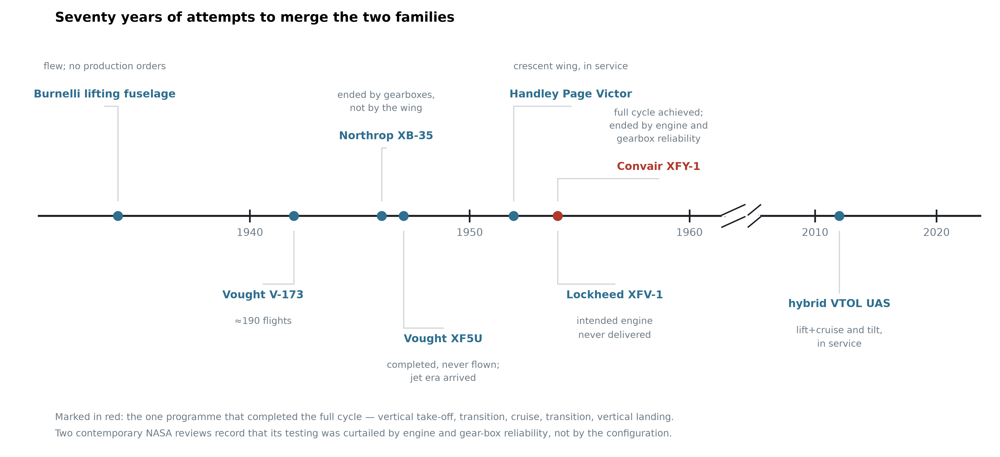 Seventy years of attempts to merge the two families
flew; no production orders
Burnelli lifting fuselage
ended by gearboxes,
not by the wing
Northrop XB-35
crescent wing, in service
Handley Page Victor
full cycle achieved;
ended by engine and
gearbox reliability
Convair XFY-1
1940
1950
1960
2010
2020
Vought V-173
≈190 flights
Vought XF5U
completed, never flown;
jet era arrived
Lockheed XFV-1
intended engine
never delivered
hybrid VTOL UAS
lift+cruise and tilt,
in service
Marked in red: the one programme that completed the full cycle — vertical take-off, transition, cruise, transition, vertical landing.
Two contemporary NASA reviews record that its testing was curtailed by engine and gear-box reliability, not by the configuration.